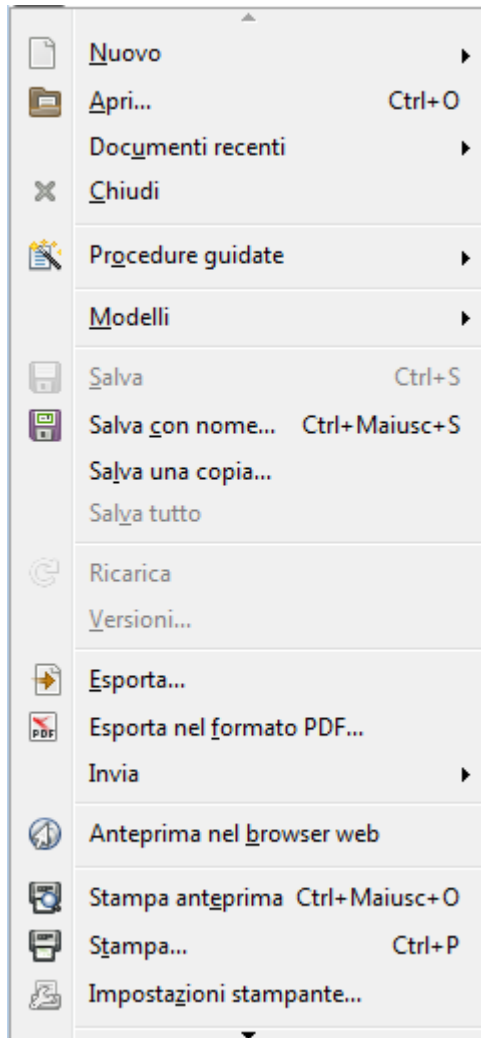 Nuovo
Apri... Ctrl+O
Documenti recenti
Chiudi
Procedure guidate
Modelli
Salva Ctrl+S
Salva con nome... Ctrl+Maiusc+S
Salva una copia...
Salva tutto
Ricarica
Versioni...
Esporta...
PDF Esporta nel formato PDF...
Invia
Anteprima nel browser web
Stampa anteprima Ctrl+Maiusc+O
Stampa... Ctrl+P
Impostazioni stampante...